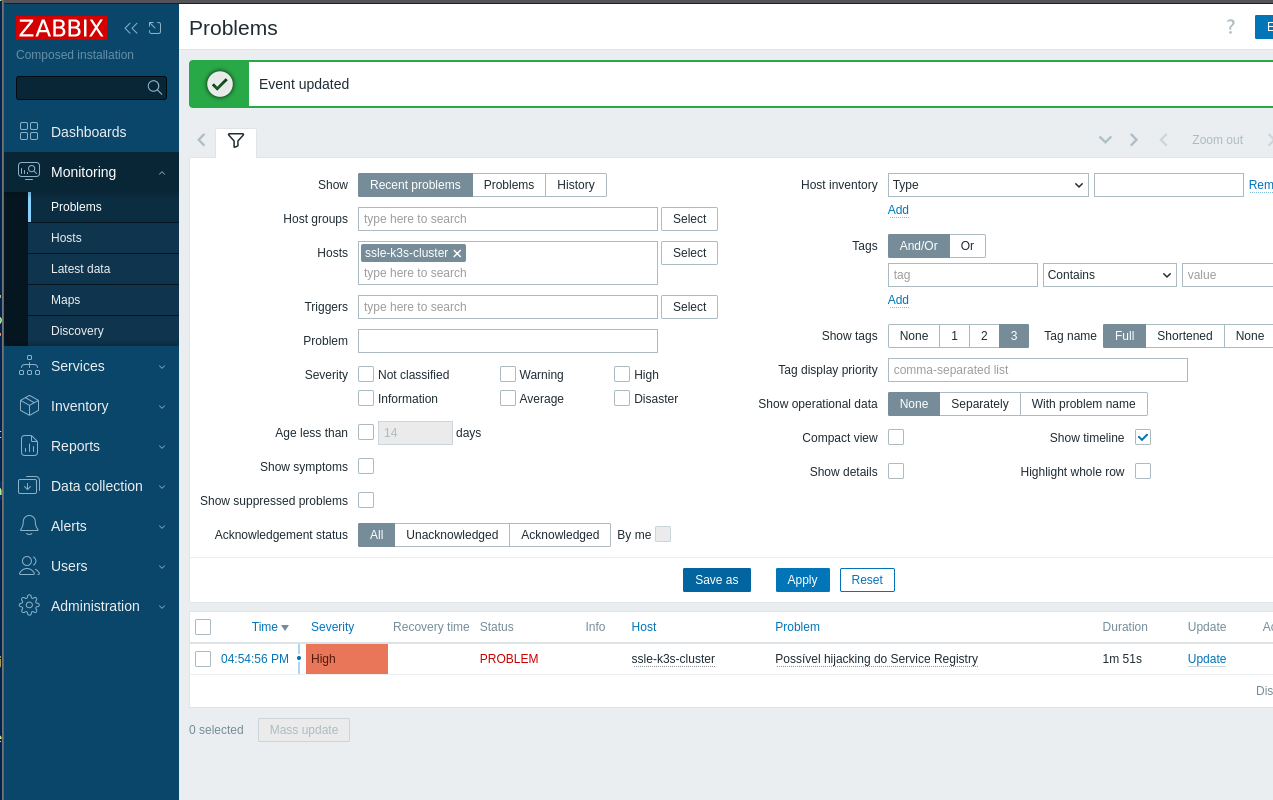 ZABBIX
Composed installation
Dashboards
Monitoring
Problems
Hosts
Latest data
Maps
Discovery
Services
Inventory
Reports
Data collection
Alerts
Users
Administration
Problems
?
Event updated
Zoom out
Show Recent problems Problems History
Host groups type here to search Select
Hosts ssle-k3s-cluster Select
type here to search
Triggers type here to search Select
Problem
Severity Not classified Warning High
Information Average Disaster
Age less than 14 days
Show symptoms
Show suppressed problems
Acknowledgement status All Unacknowledged Acknowledged By me
Host inventory Type Rem
Add
Tags And/Or Or
tag Contains value
Add
Show tags None 1 2 3 Tag name Full Shortened None
Tag display priority comma-separated list
Show operational data None Separately With problem name
Compact view Show timeline
Show details Highlight whole row
Save as Apply Reset
Time Severity Recovery time Status Info Host Problem Duration Update Ac
04:54:56 PM High PROBLEM ssle-k3s-cluster Possível hijacking do Service Registry 1m 51s Update
Dis
0 selected Mass update